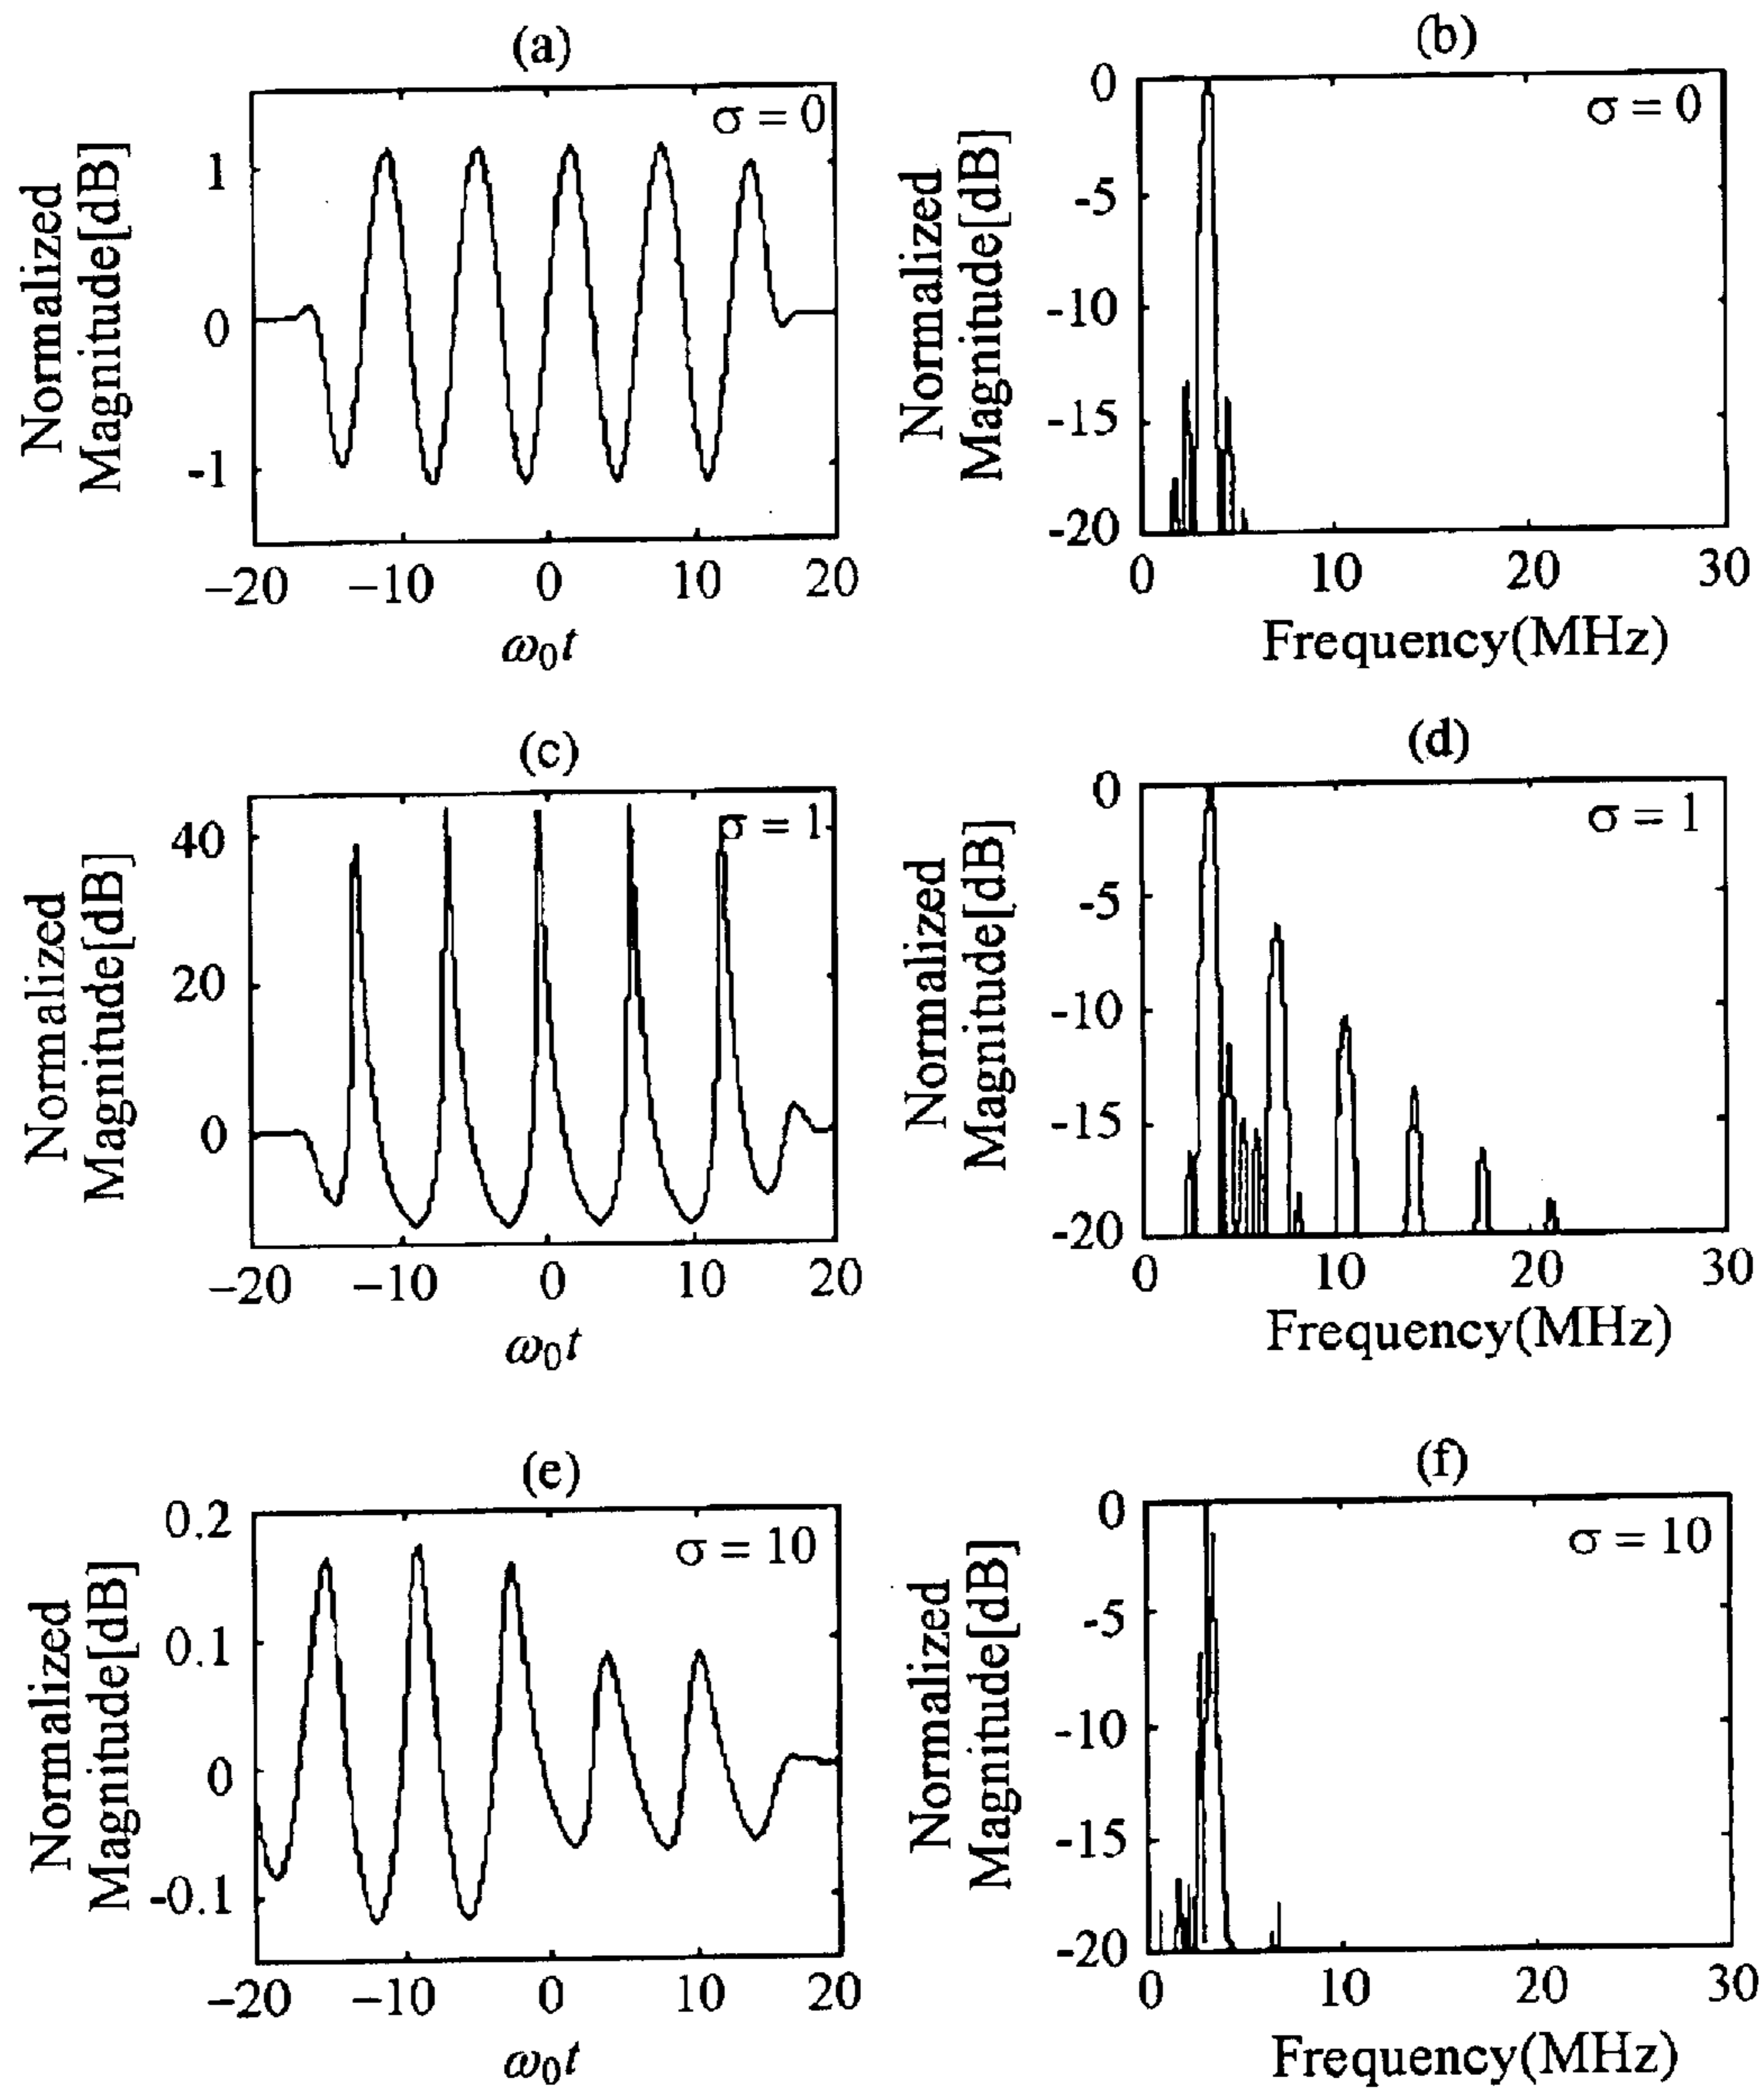 (a)
Normalized
Magnitude[dB]
σ = 0
1
0
-1
−20 −10 0 10 20
ω₀t
(b)
Normalized
Magnitude[dB]
σ = 0
0
-5
-10
-15
-20
0 10 20 30
Frequency(MHz)
(c)
Normalized
Magnitude[dB]
σ = 1
40
20
0
−20 −10 0 10 20
ω₀t
(d)
Normalized
Magnitude[dB]
σ = 1
0
-5
-10
-15
-20
0 10 20 30
Frequency(MHz)
(e)
Normalized
Magnitude[dB]
σ = 10
0.2
0.1
0
-0.1
−20 −10 0 10 20
ω₀t
(f)
Normalized
Magnitude[dB]
σ = 10
0
-5
-10
-15
-20
0 10 20 30
Frequency(MHz)